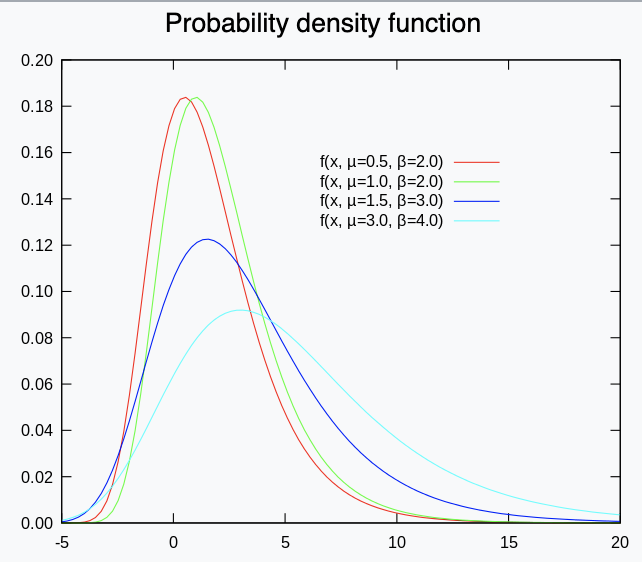 Probability density function
0.20
0.18
0.16
0.14
0.12
0.10
0.08
0.06
0.04
0.02
0.00
f(x, µ=0.5, β=2.0)
f(x, µ=1.0, β=2.0)
f(x, µ=1.5, β=3.0)
f(x, µ=3.0, β=4.0)
-5 0 5 10 15 20